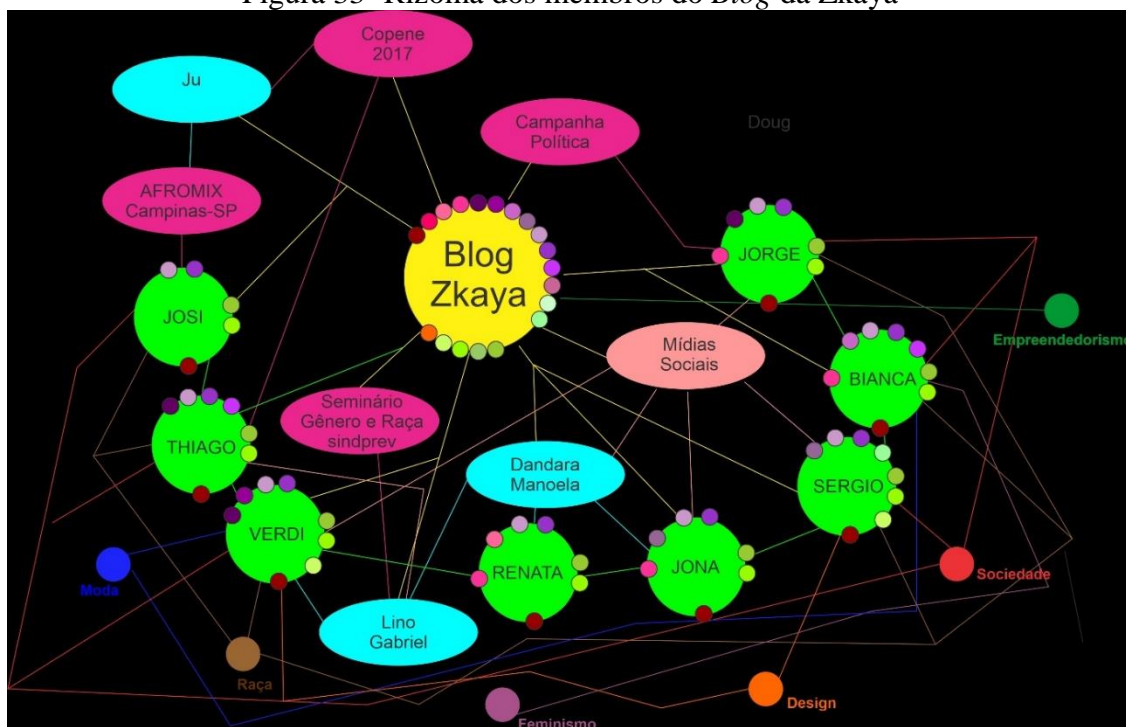 Figura 33- Rizoma dos membros do Blog da Zkaya
Copene
2017
Ju
Campanha
Política
Doug
AFROMIX
Campinas-SP
Blog
Zkaya
JORGE
JOSI
Mídias
Sociais
Empreendedorismo
BIANCA
Seminário
Gênero e Raça
sindprev
THIAGO
Dandara
Manoela
SERGIO
VERDI
RENATA
JONA
Moda
Sociedade
Lino
Gabriel
Raça
Feminismo
Design